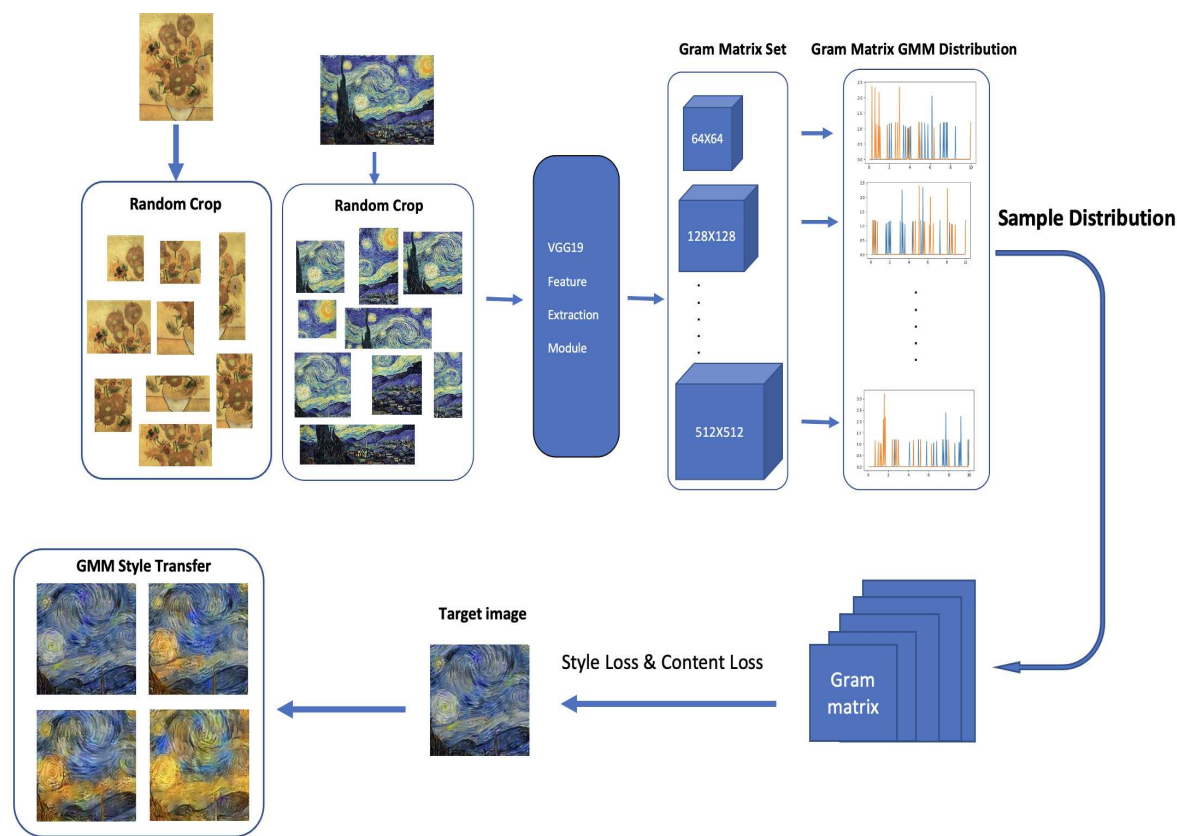 Gram Matrix Set
Gram Matrix GMM Distribution
Random Crop
Random Crop
VGG19
Feature
Extraction
Module
64X64
128X128
512X512
Sample Distribution
GMM Style Transfer
Target image
Style Loss & Content Loss
Gram
matrix